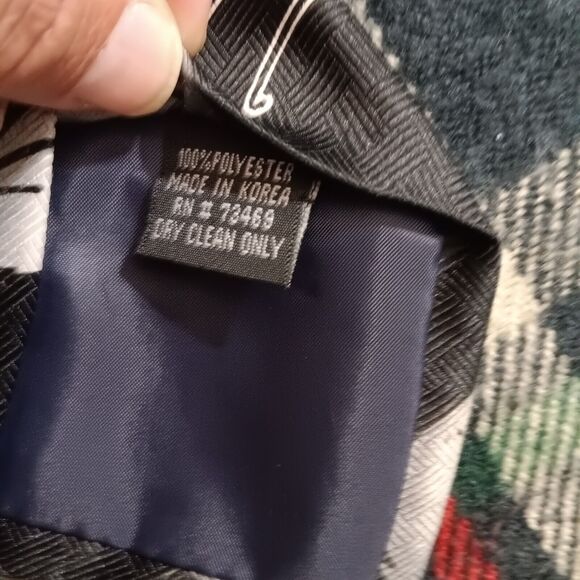 100%POLYESTER
MADE IN KOREA
RN # 73469
DRY CLEAN ONLY